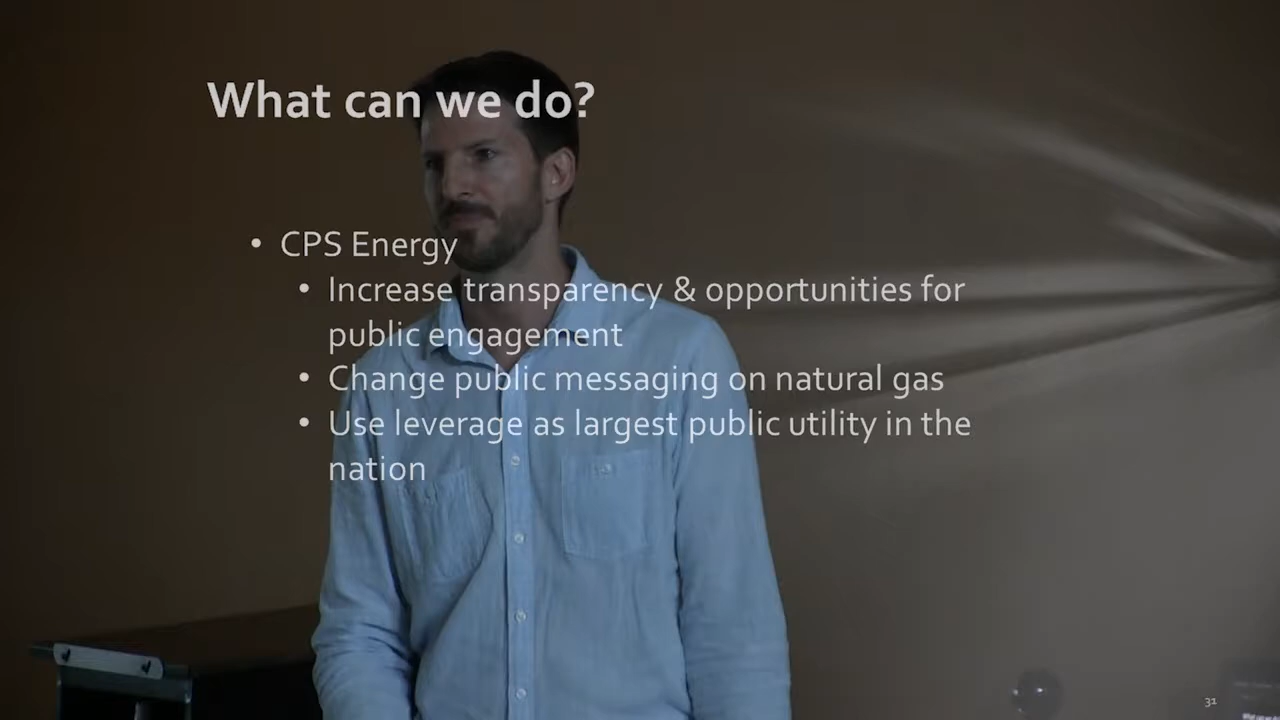 What can we do?
• CPS Energy
• Increase transparency & opportunities for
public engagement
• Change public messaging on natural gas
• Use leverage as largest public utility in the
nation
31